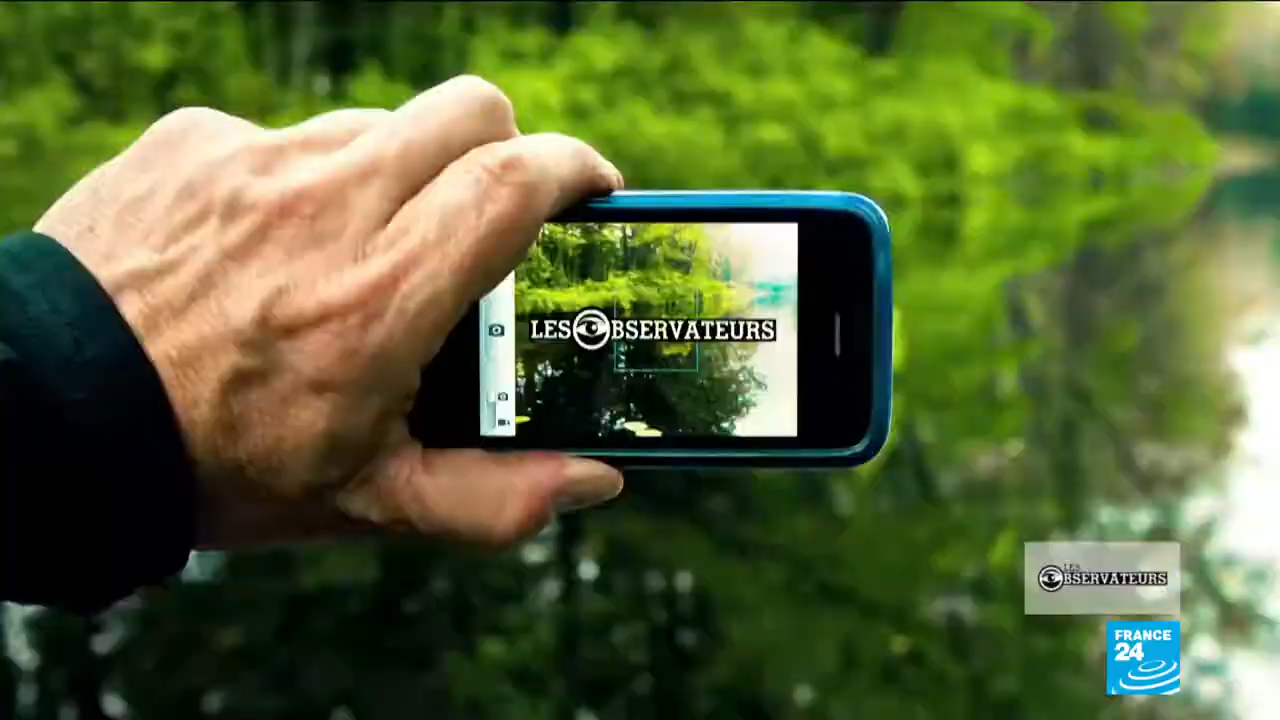 LES OBSERVATEURS
LES
OBSERVATEURS
FRANCE
24